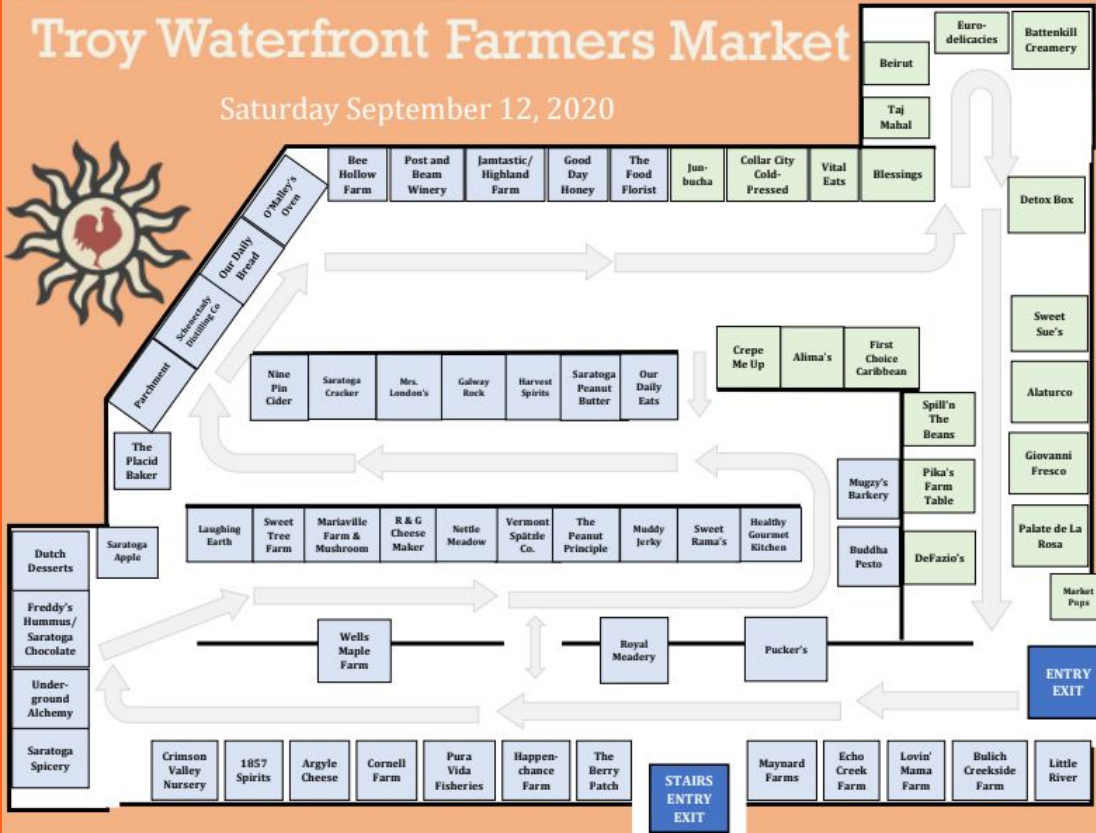 Troy Waterfront Farmers Market
Saturday September 12, 2020
Euro-
delicacies
Battenkill
Creamery
Beirut
Taj
Mahal
Bee
Hollow
Farm
Post and
Beam
Winery
Jamtastic/
Highland
Farm
Good
Day
Honey
The
Food
Florist
Jun-
bucha
Collar City
Cold-
Pressed
Vital
Eats
Blessings
Detox Box
O'Malley's
Oven
Our Daily
Bread
Schenectady
Distilling Co
Parchment
The
Placid
Baker
Nine
Pin
Cider
Saratoga
Cracker
Mrs.
London's
Galway
Rock
Harvest
Spirits
Saratoga
Peanut
Butter
Our
Daily
Eats
Crepe
Me Up
Alima's
First
Choice
Caribbean
Sweet
Sue's
Alaturco
Spill'n
The
Beans
Giovanni
Fresco
Mugzy's
Barkery
Pika's
Farm
Table
Palate de La
Rosa
Buddha
Pesto
DeFazio's
Market
Pops
Laughing
Earth
Sweet
Tree
Farm
Mariaville
Farm &
Mushroom
R & G
Cheese
Maker
Nettle
Meadow
Vermont
Spätzle
Co.
The
Peanut
Principle
Muddy
Jerky
Sweet
Rama's
Healthy
Gourmet
Kitchen
Dutch
Desserts
Saratoga
Apple
Freddy's
Hummus/
Saratoga
Chocolate
Under-
ground
Alchemy
Saratoga
Spicery
Wells
Maple
Farm
Royal
Meadery
Pucker's
ENTRY
EXIT
Crimson
Valley
Nursery
1857
Spirits
Argyle
Cheese
Cornell
Farm
Pura
Vida
Fisheries
Happen-
chance
Farm
The
Berry
Patch
STAIRS
ENTRY
EXIT
Maynard
Farms
Echo
Creek
Farm
Lovin'
Mama
Farm
Bulich
Creekside
Farm
Little
River